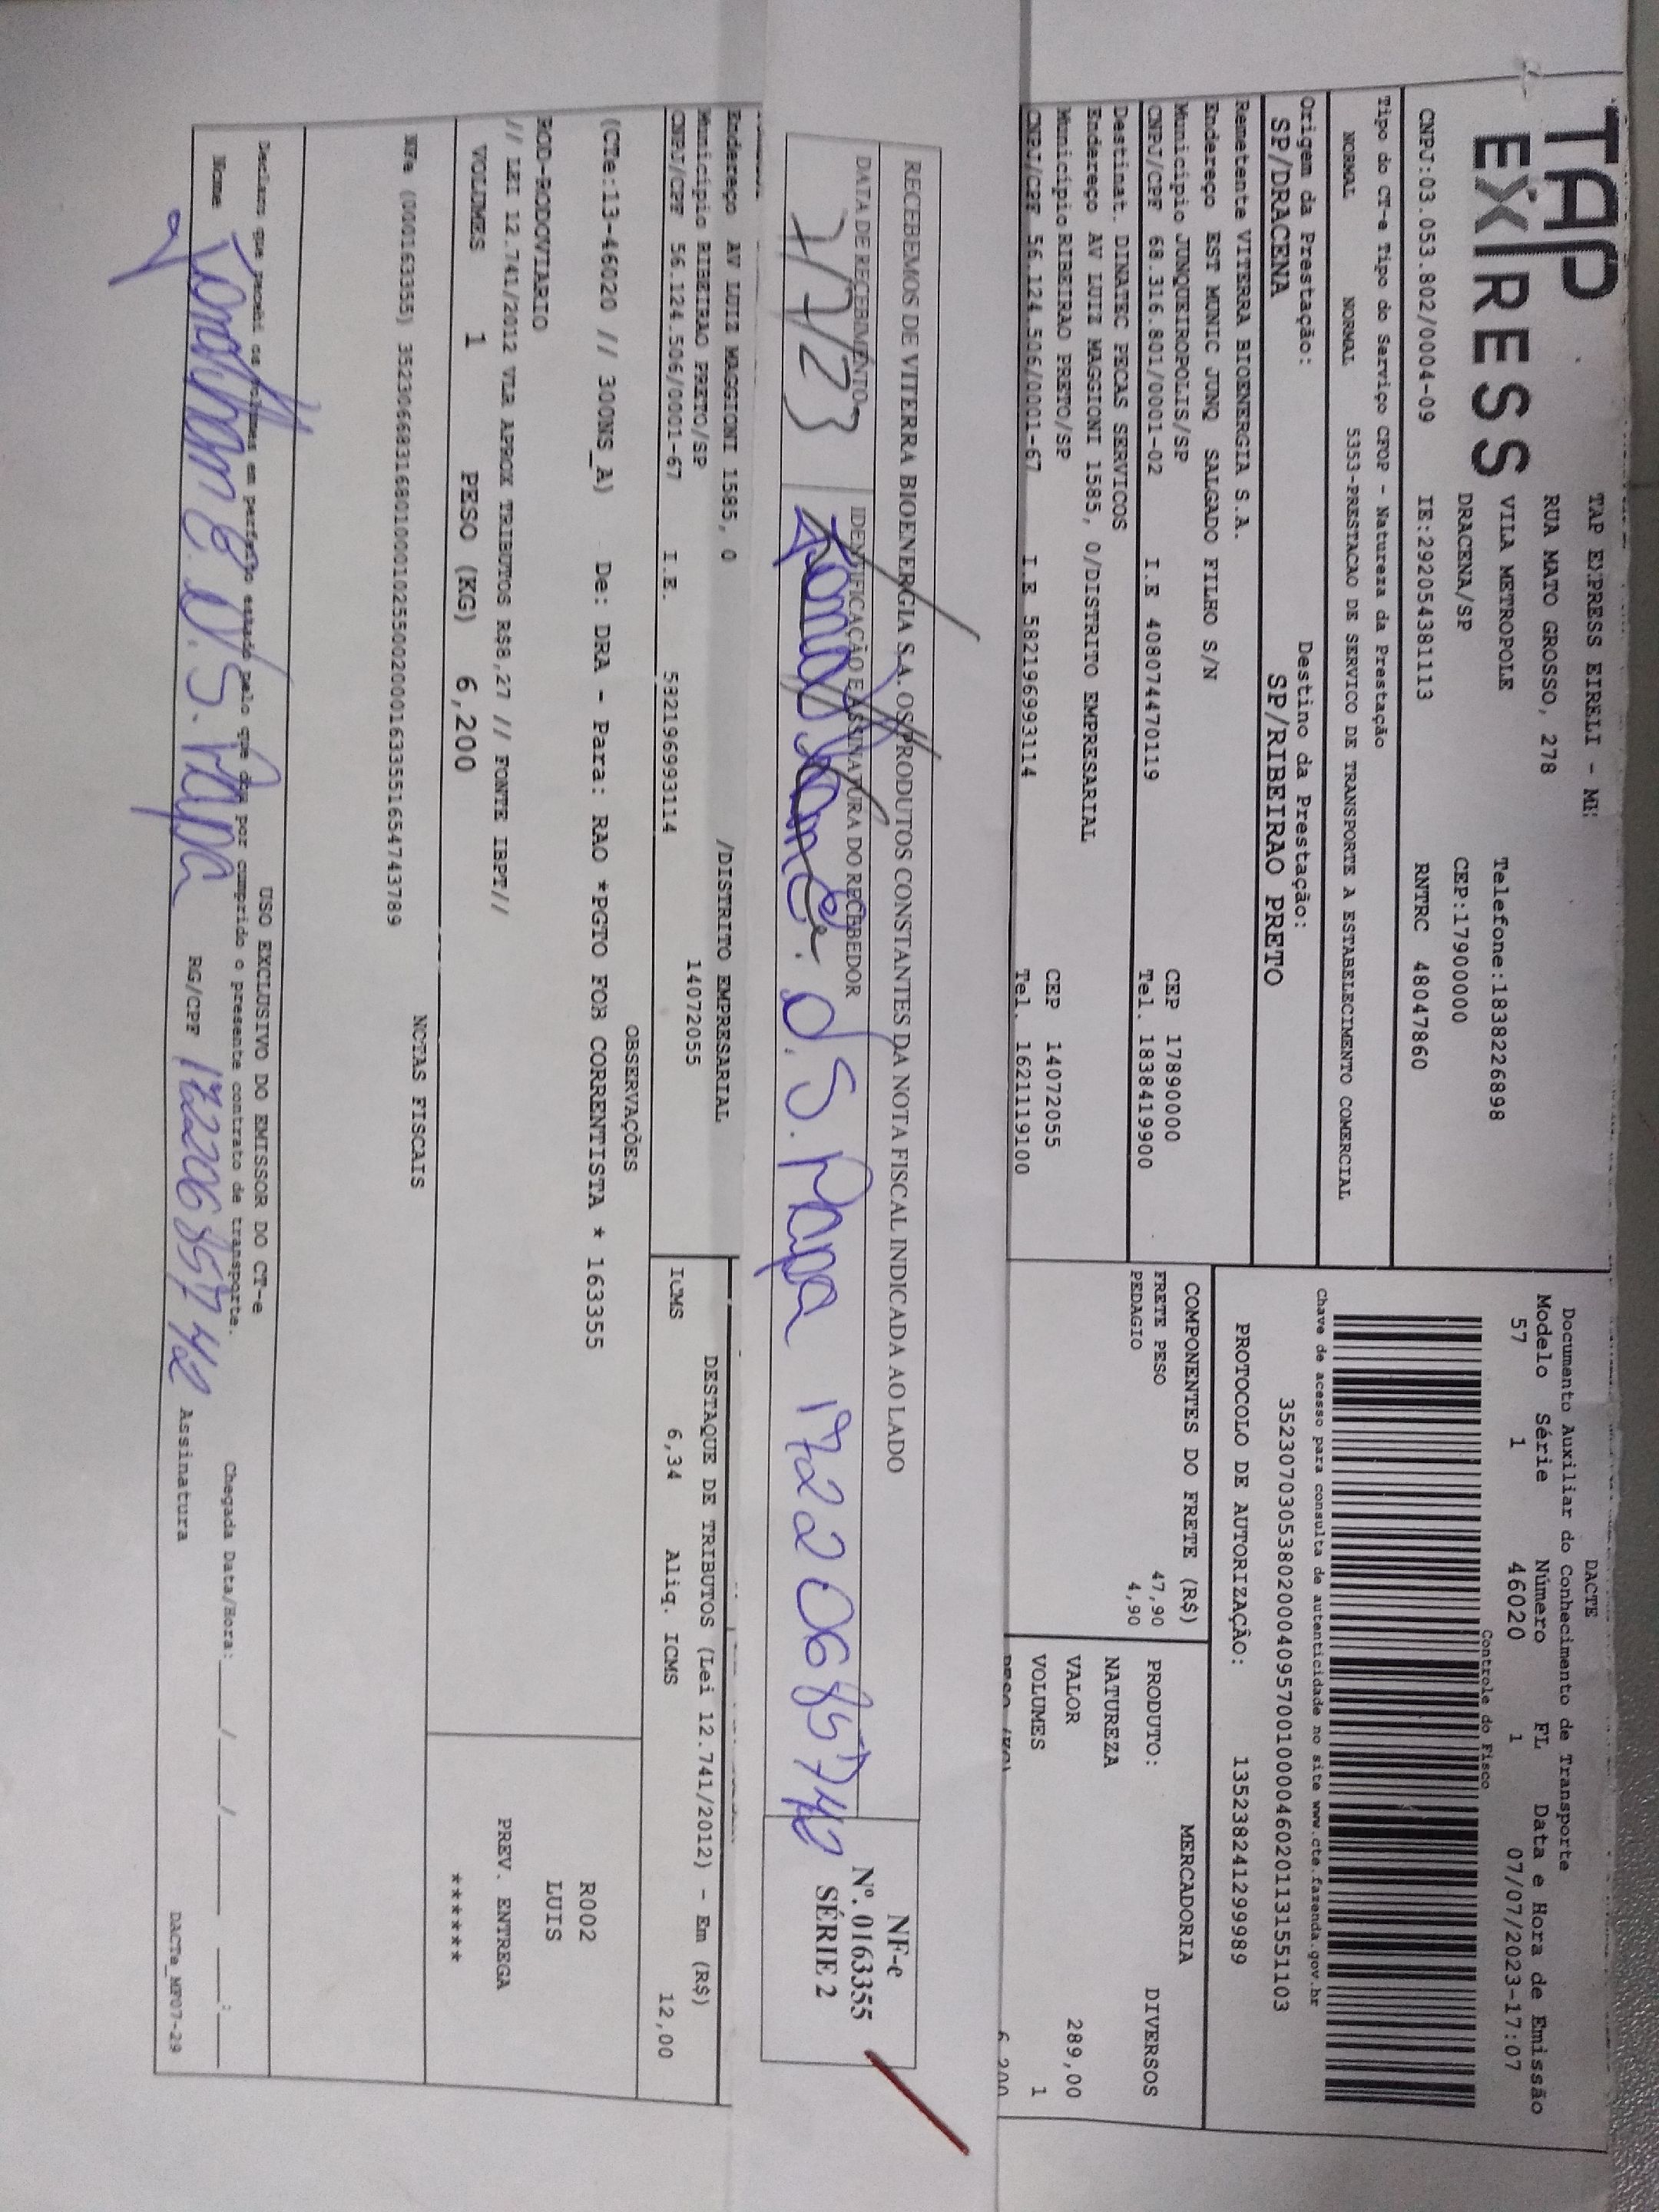 TAP
EXPRESS
TAP EXPRESS EIRELI - ME
RUA MATO GROSSO, 278
VILA METROPOLE Telefone:1838226898
DRACENA/SP CEP:17900000
CNPJ:03.053.802/0004-09 IE:292054381113 RNTRC 48047860
Tipo do CT-e Tipo do Serviço CFOP - Natureza da Prestação
NORMAL NORMAL 5353-PRESTACAO DE SERVICO DE TRANSPORTE A ESTABELECIMENTO COMERCIAL
Origem da Prestação: Destino da Prestação:
SP/DRACENA SP/RIBEIRAO PRETO
Remetente VITERRA BIOENERGIA S.A.
Endereço EST MUNIC JUNQ SALGADO FILHO S/N
Município JUNQUEIROPOLIS/SP CEP 17890000
CNPJ/CPF 68.316.801/0001-02 I.E 408074470119 Tel. 1838419900
Destinat. DINATEC PECAS SERVICOS
Endereço AV LUIZ MAGGIONI 1585, 0/DISTRITO EMPRESARIAL
Município RIBEIRAO PRETO/SP CEP 14072055
CNPJ/CPF 56.124.506/0001-67 I.E 582196993114 Tel. 1621119100
DACTE
Documento Auxiliar do Conhecimento de Transporte
Modelo Série Número FL Data e Hora de Emissão
57 1 46020 1 07/07/2023-17:07
Controle do Fisco
Chave de acesso para consulta de autenticidade no site www.cte.fazenda.gov.br
35230703053802000409570010000460201131551103
PROTOCOLO DE AUTORIZAÇÃO: 135238241299989
COMPONENTES DO FRETE (R$)
FRETE PESO 47,90
PEDAGIO 4,90
MERCADORIA
PRODUTO: DIVERSOS
NATUREZA
VALOR 289,00
VOLUMES 1
PESO (KG) 6,200
RECEBEMOS DE VITERRA BIOENERGIA S.A. OS PRODUTOS CONSTANTES DA NOTA FISCAL INDICADA AO LADO
DATA DE RECEBIMENTO IDENTIFICAÇÃO E ASSINATURA DO RECEBEDOR
D.S. Papa 17220685742
NF-e
Nº. 0163355
SÉRIE 2
Endereço AV LUIZ MAGGIONI 1585, 0 /DISTRITO EMPRESARIAL
Município RIBEIRAO PRETO/SP 14072055
CNPJ/CPF 56.124.506/0001-67 I.E. 582196993114
DESTAQUE DE TRIBUTOS (Lei 12.741/2012) - Em (R$)
ICMS 6,34 Aliq. ICMS 12,00
OBSERVAÇÕES
(CTe:13-46020 // 300NS_A) De: DRA - Para: RAO *PGTO FOB CORRENTISTA * 163355
ROD-RODOVIARIO
// LEI 12.741/2012 VLR APROX TRIBUTOS R$8,27 // FONTE IBPT//
VOLUMES 1 PESO (KG) 6,200
R002
LUIS
PREV. ENTREGA
******
NOTAS FISCAIS
NFe (000163355) 35230668316801000102550020001633551654743789
USO EXCLUSIVO DO EMISSOR DO CT-e
Declaro que recebi os volumes em perfeito estado pelo que dou por cumprido o presente contrato de transporte.
Chegada Data/Hora:____/____/____ ____:____
Nome D.S. Papa RG/CPF 17220685742 Assinatura
DACTe_MP07-29